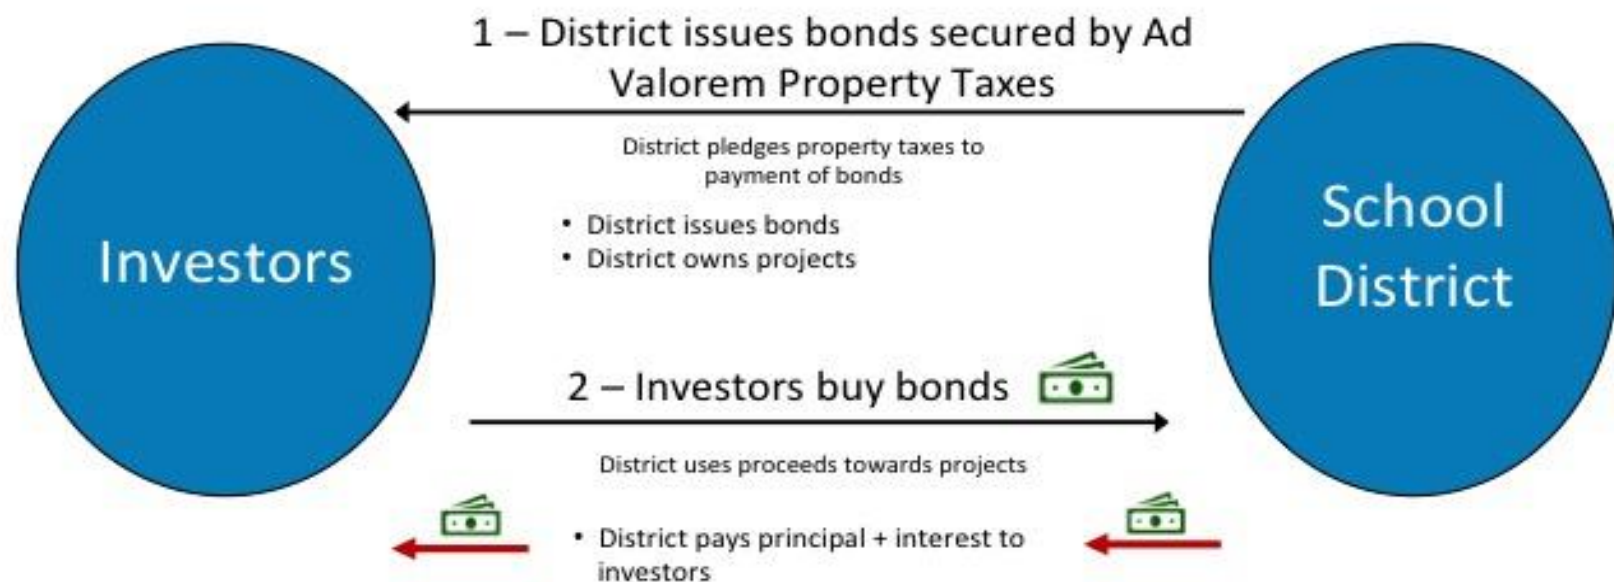 1 – District issues bonds secured by Ad
Valorem Property Taxes
District pledges property taxes to
payment of bonds
• District issues bonds
• District owns projects
Investors
School
District
2 – Investors buy bonds
District uses proceeds towards projects
• District pays principal + interest to
investors